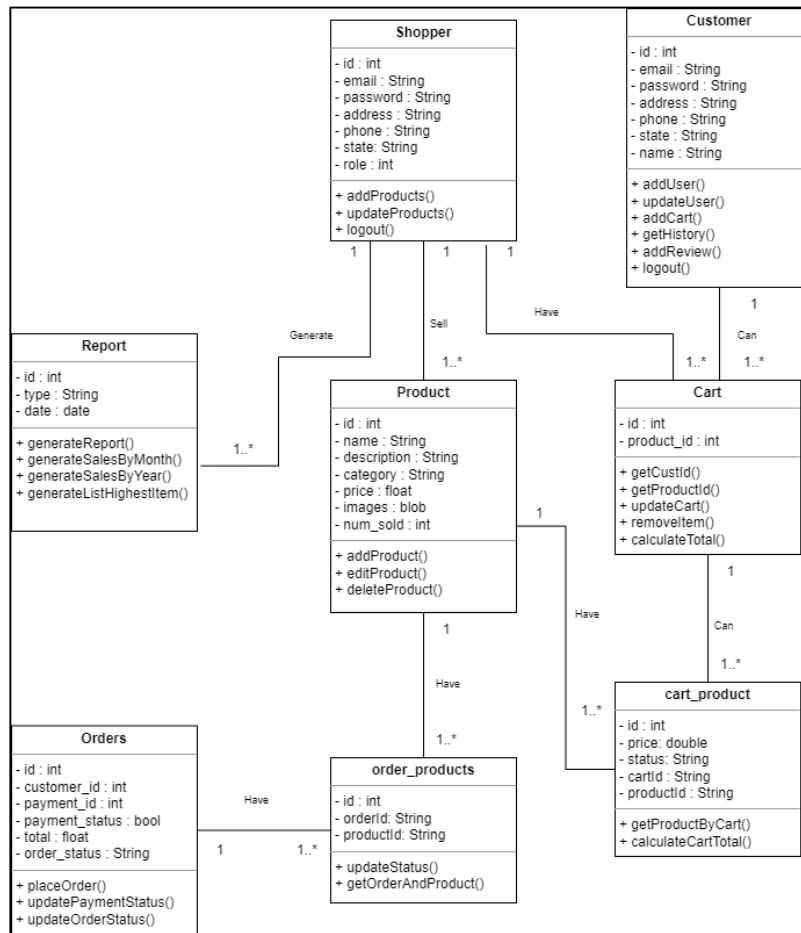 Shopper
- id : int
- email : String
- password : String
- address : String
- phone : String
- state: String
- role : int
+ addProducts()
+ updateProducts()
+ logout()
Customer
- id : int
- email : String
- password : String
- address : String
- phone : String
- state : String
- name : String
+ addUser()
+ updateUser()
+ addCart()
+ getHistory()
+ addReview()
+ logout()
1
1
1
1
Generate
Sell
Have
Can
1..*
1..*
1..*
1..*
Report
- id : int
- type : String
- date : date
+ generateReport()
+ generateSalesByMonth()
+ generateSalesByYear()
+ generateListHighestItem()
Product
- id : int
- name : String
- description : String
- category : String
- price : float
- images : blob
- num_sold : int
+ addProduct()
+ editProduct()
+ deleteProduct()
Cart
- id : int
- product_id : int
+ getCustId()
+ getProductId()
+ updateCart()
+ removeItem()
+ calculateTotal()
1
1
1
Have
Have
Can
1..*
1..*
1..*
Orders
- id : int
- customer_id : int
- payment_id : int
- payment_status : bool
- total : float
- order_status : String
+ placeOrder()
+ updatePaymentStatus()
+ updateOrderStatus()
Have
1
1..*
order_products
- id : int
- orderId: String
- productId: String
+ updateStatus()
+ getOrderAndProduct()
cart_product
- id : int
- price: double
- status: String
- cartId : String
- productId : String
+ getProductByCart()
+ calculateCartTotal()